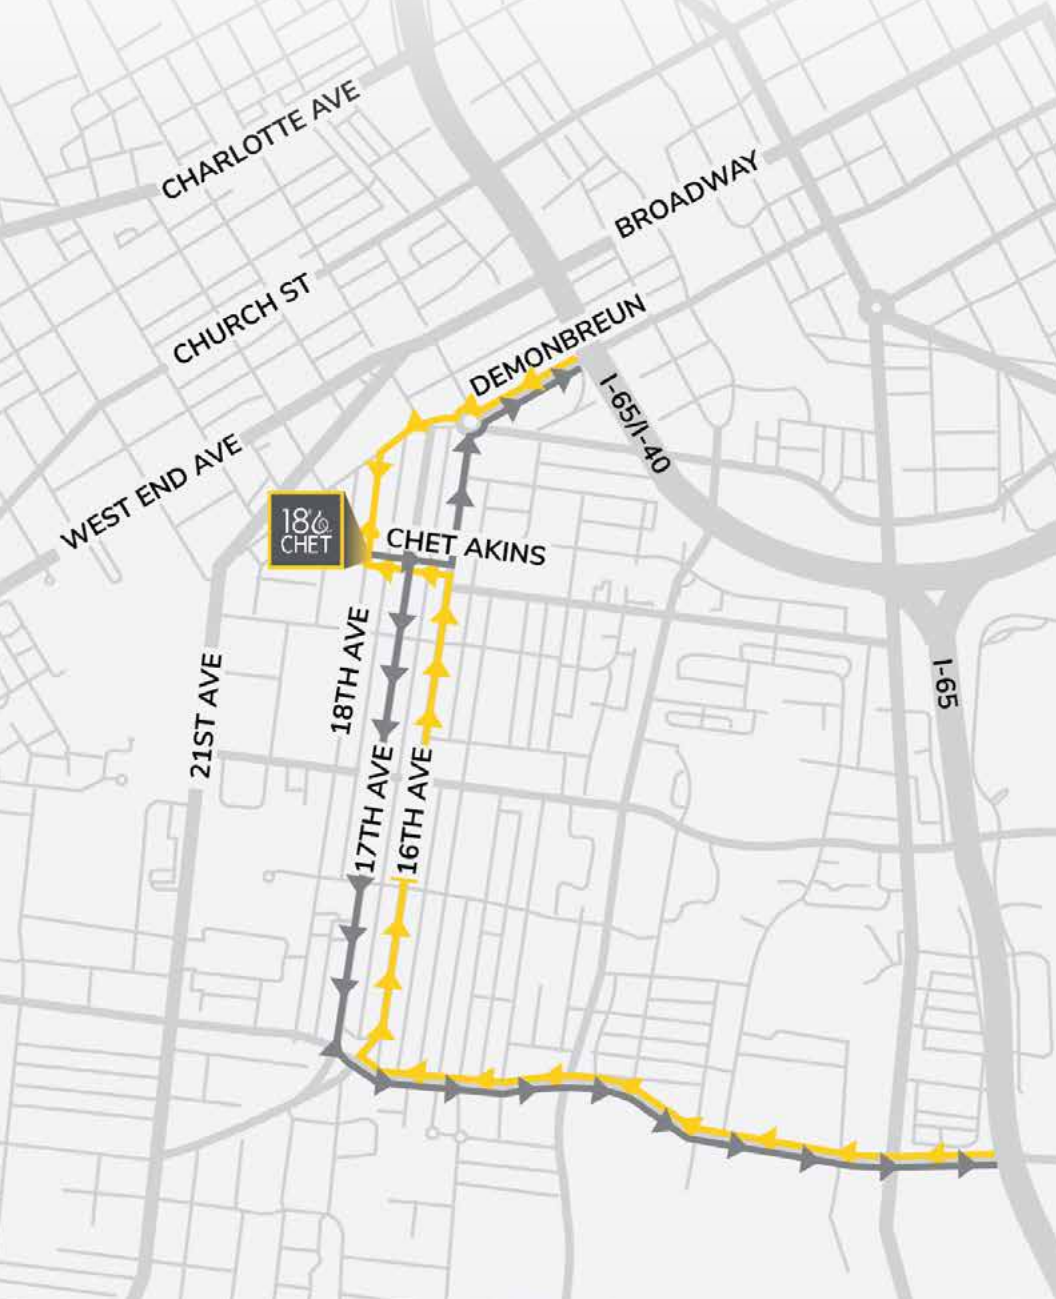 CHARLOTTE AVE
BROADWAY
CHURCH ST
DEMONBREUN
I-65/I-40
WEST END AVE
18&
CHET
CHET AKINS
18TH AVE
21ST AVE
I-65
17TH AVE
16TH AVE